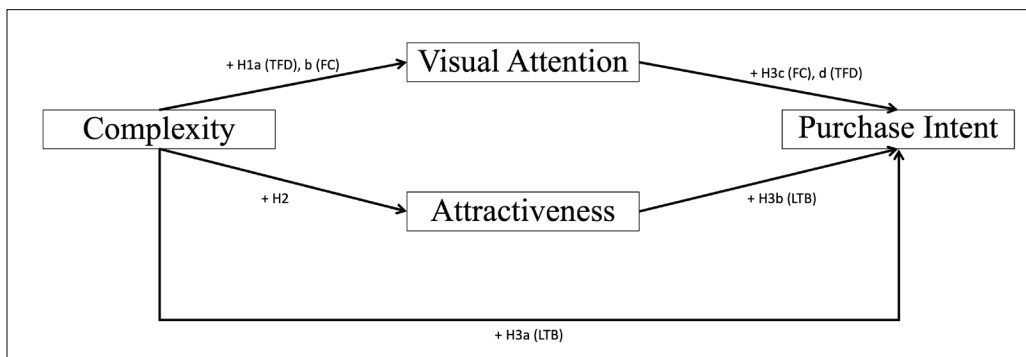 Visual Attention
+ H1a (TFD), b (FC)
+ H3c (FC), d (TFD)
Complexity
Purchase Intent
+ H2
Attractiveness
+ H3b (LTB)
+ H3a (LTB)